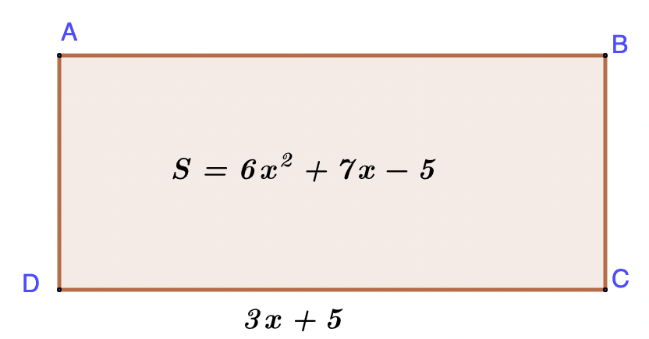 A
B
S = 6x² + 7x − 5
D
C
3x + 5